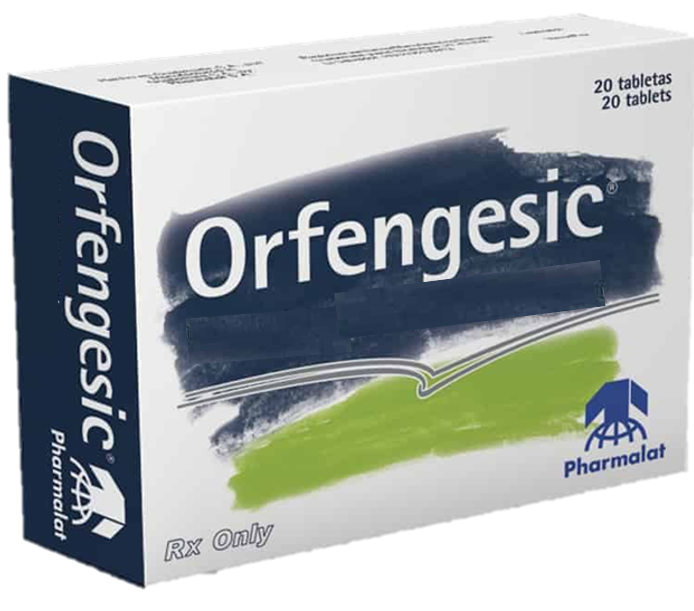 20 tabletas
20 tablets
Orfengesic®
Pharmalat
Rx Only
Orfengesic®
Pharmalat